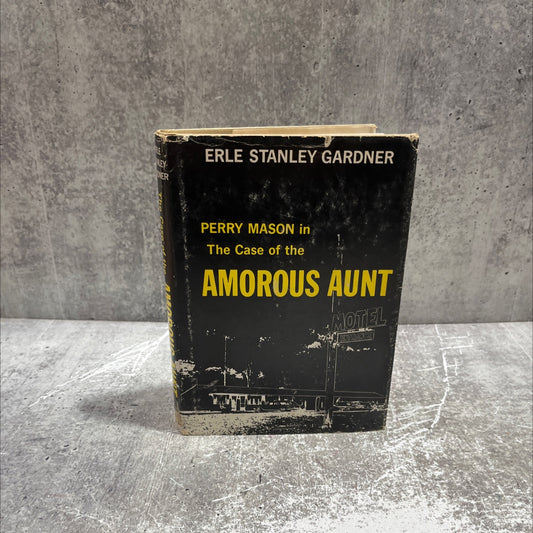 ERLE STANLEY GARDNER
PERRY MASON in
The Case of the
AMOROUS AUNT
MOTEL